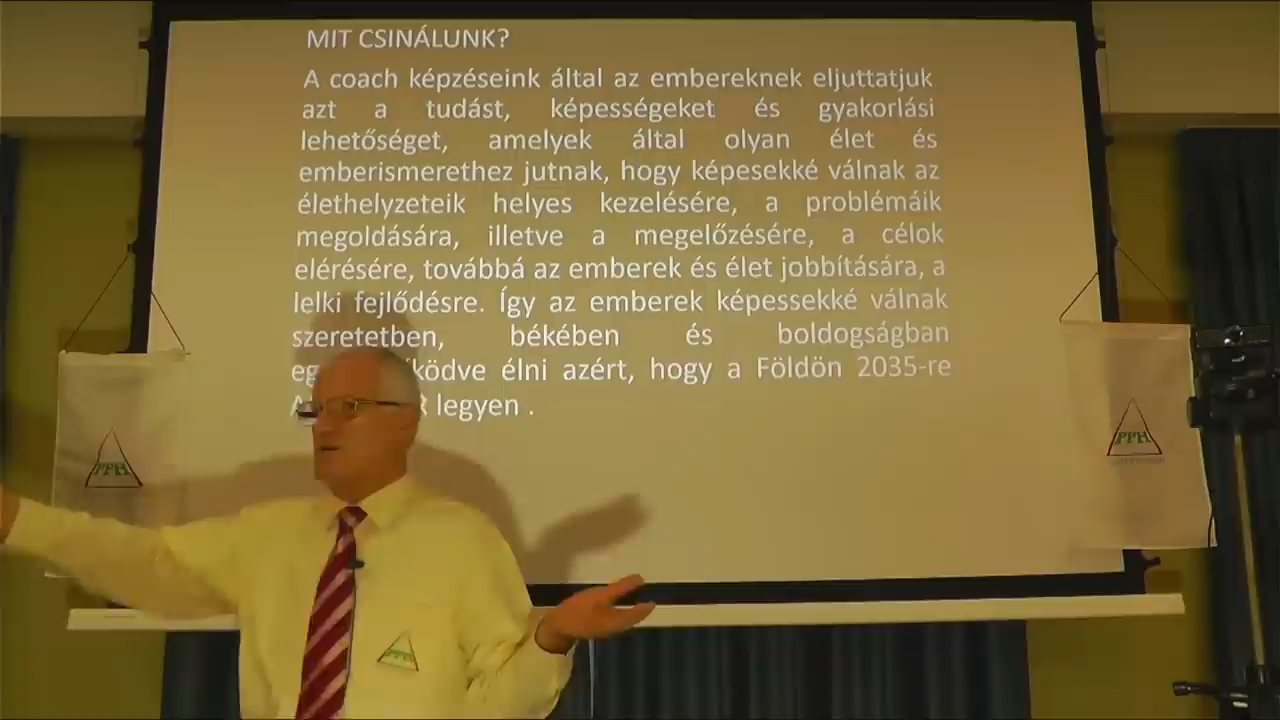 MIT CSINÁLUNK?
A coach képzéseink által az embereknek eljuttatjuk
azt a tudást, képességeket és gyakorlási
lehetőséget, amelyek által olyan élet és
emberismerethez jutnak, hogy képesekké válnak az
élethelyzeteik helyes kezelésére, a problémáik
megoldására, illetve a megelőzésére, a célok
elérésére, továbbá az emberek és élet jobbítására, a
lelki fejlődésre. Így az emberek képessekké válnak
szeretetben, békében és boldogságban
élni azért, hogy a Földön 2035-re
legyen .
PPH
PPH
PPH